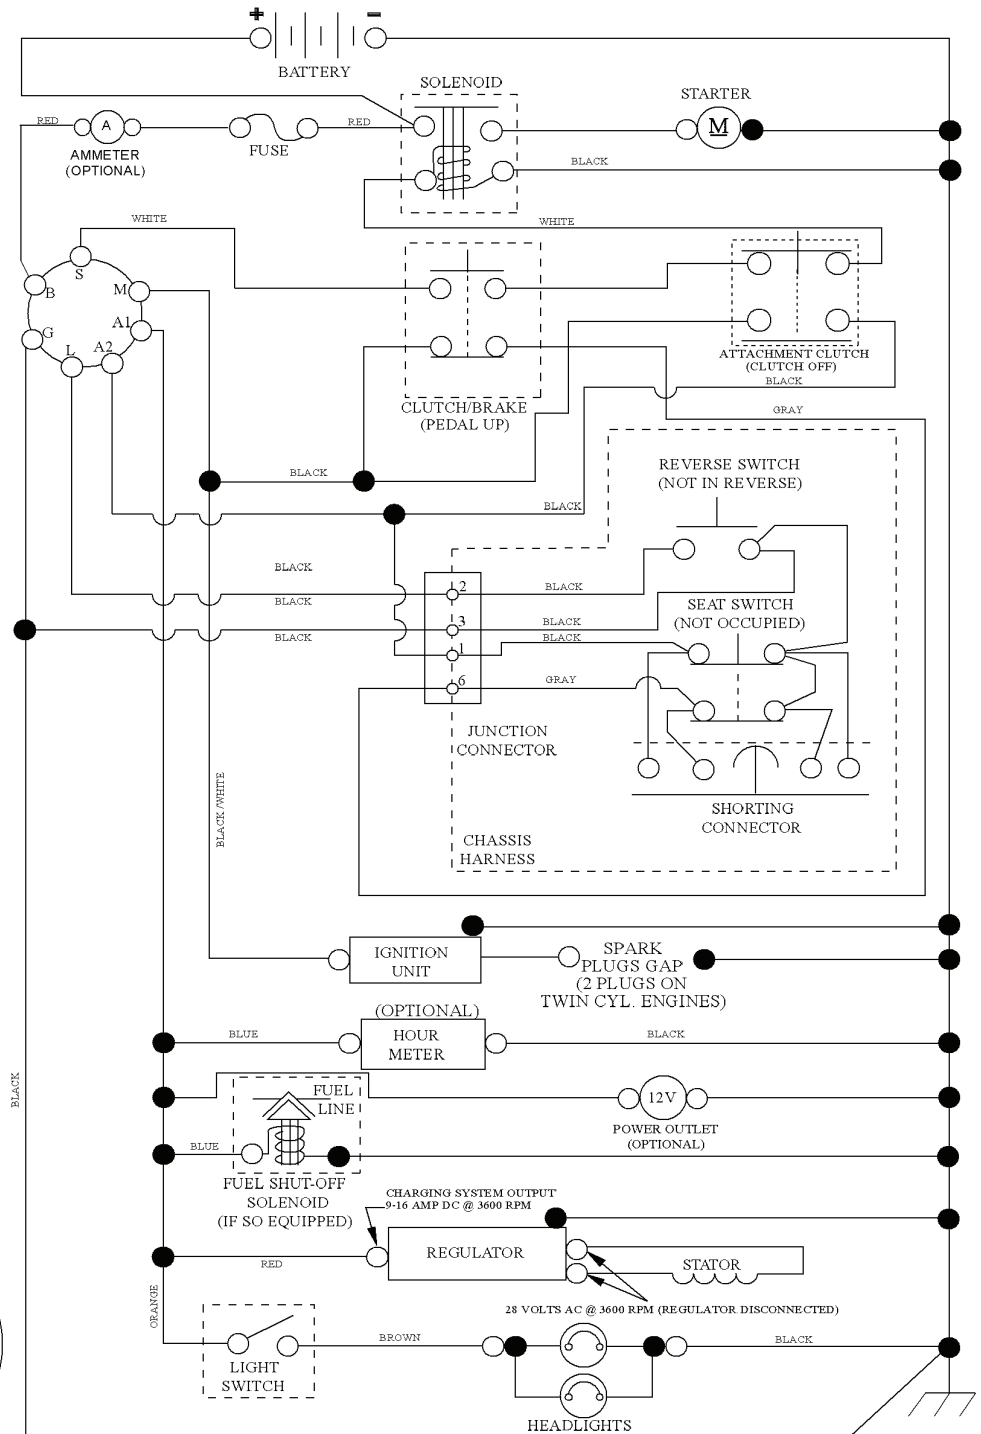 + −
BATTERY
SOLENOID
STARTER
RED
A
RED
M
AMMETER
(OPTIONAL)
FUSE
BLACK
WHITE
WHITE
S
B
M
G
A1
L
A2
ATTACHMENT CLUTCH
(CLUTCH OFF)
BLACK
CLUTCH/BRAKE
(PEDAL UP)
GRAY
REVERSE SWITCH
(NOT IN REVERSE)
BLACK
BLACK
BLACK
2
BLACK
BLACK
SEAT SWITCH
(NOT OCCUPIED)
3
BLACK
BLACK
BLACK
1
6
GRAY
JUNCTION
CONNECTOR
BLACK/WHITE
SHORTING
CONNECTOR
CHASSIS
HARNESS
IGNITION
UNIT
SPARK
PLUGS GAP
(2 PLUGS ON
TWIN CYL. ENGINES)
(OPTIONAL)
BLUE
HOUR
METER
BLACK
BLACK
FUEL
LINE
12V
POWER OUTLET
(OPTIONAL)
BLUE
FUEL SHUT-OFF
SOLENOID
(IF SO EQUIPPED)
CHARGING SYSTEM OUTPUT
9-16 AMP DC @ 3600 RPM
RED
REGULATOR
STATOR
ORANGE
28 VOLTS AC @ 3600 RPM (REGULATOR DISCONNECTED)
BROWN
BLACK
LIGHT
SWITCH
HEADLIGHTS